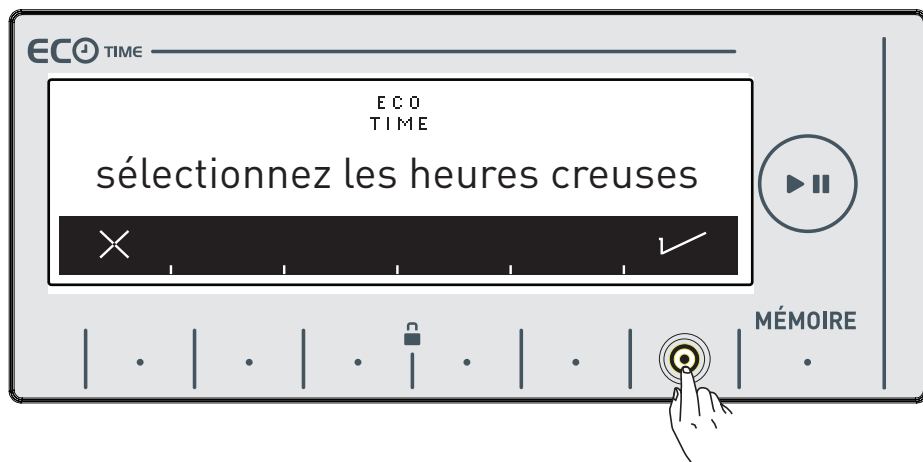 ECO TIME
ECO
TIME
sélectionnez les heures creuses
MÉMOIRE